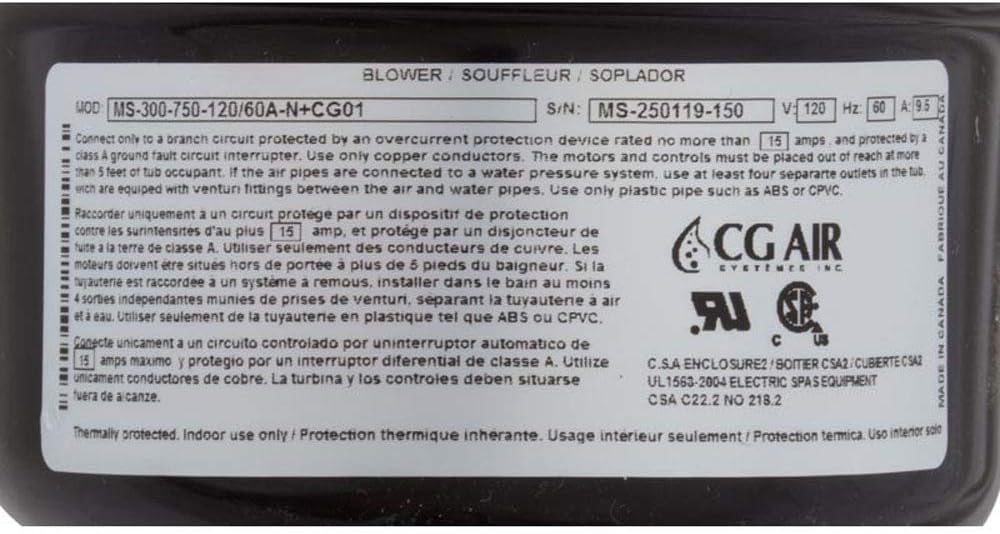 BLOWER / SOUFFLEUR / SOPLADOR
MOD MS-300-750-120/60A-N+CG01 S/N: MS-250119-150 V: 120 Hz: 60 A: 9.5
Connect only to a branch circuit protected by an overcurrent protection device rated no more than 15 amps . and protected by a
class A ground fault circuit interrupter. Use only copper conductors. The motors and controls must be placed out of reach at more
than 5 feet of tub occupant. If the air pipes are connected to a water pressure system, use at least four separarte outlets in the tub,
wich are equiped with venturi fittings between the air and water pipes. Use only plastic pipe such as ABS or CPVC.
Raccorder uniquement à un circuit protégé par un dispositif de protection
contre les surintensités d'au plus 15 amp, et protégé par un disjoncteur de
fuite a la terre de classe A. Utiliser seulement des conducteurs de cuivre. Les
moteurs doivent être situés hors de portée à plus de 5 pieds du baigneur. Si la
tuyauterie est raccordée a un système à remous, installer dans le bain au moins
4 sorties independantes munies de prises de venturi, séparant la tuyauterie à air
et à eau. Utiliser seulement de la tuyauterie en plastique tel que ABS ou CPVC.
Conecte unicament a un circuito controlado por uninterruptor automatico de
15 amps maximo y protegio por un interruptor diferential de classe A. Utilize
unicament conductores de cobre. La turbina y los controles deben situarse
fuera de alcanze.
CG AIR
SYSTÈMES INC.
RU
SA
C US
C.S.A ENCLOSURE2 / BOITIER CSA2 / CUBIERTE CSA2
UL1563-2004 ELECTRIC SPAS EQUIPMENT
CSA C22.2 NO 218.2
Thermally protected. Indoor use only / Protection thermique inhérante. Usage intérieur seulement / Protection termica. Uso interior solo
MADE IN CANADA FABRIQUE AU CANADA